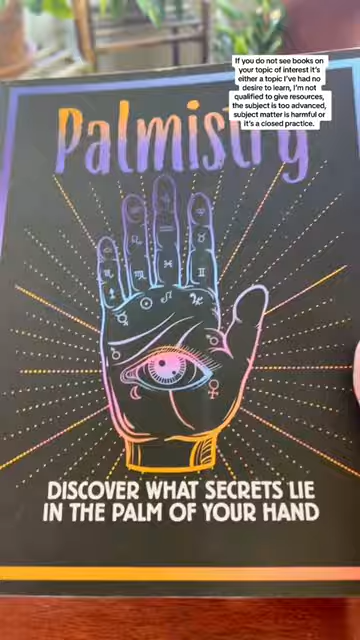 If you do not see books on
your topic of interest it's
either a topic I've had no
desire to learn, I'm not
qualified to give resources,
the subject is too advanced,
subject matter is harmful or
it's a closed practice.
Palmistry
DISCOVER WHAT SECRETS LIE
IN THE PALM OF YOUR HAND